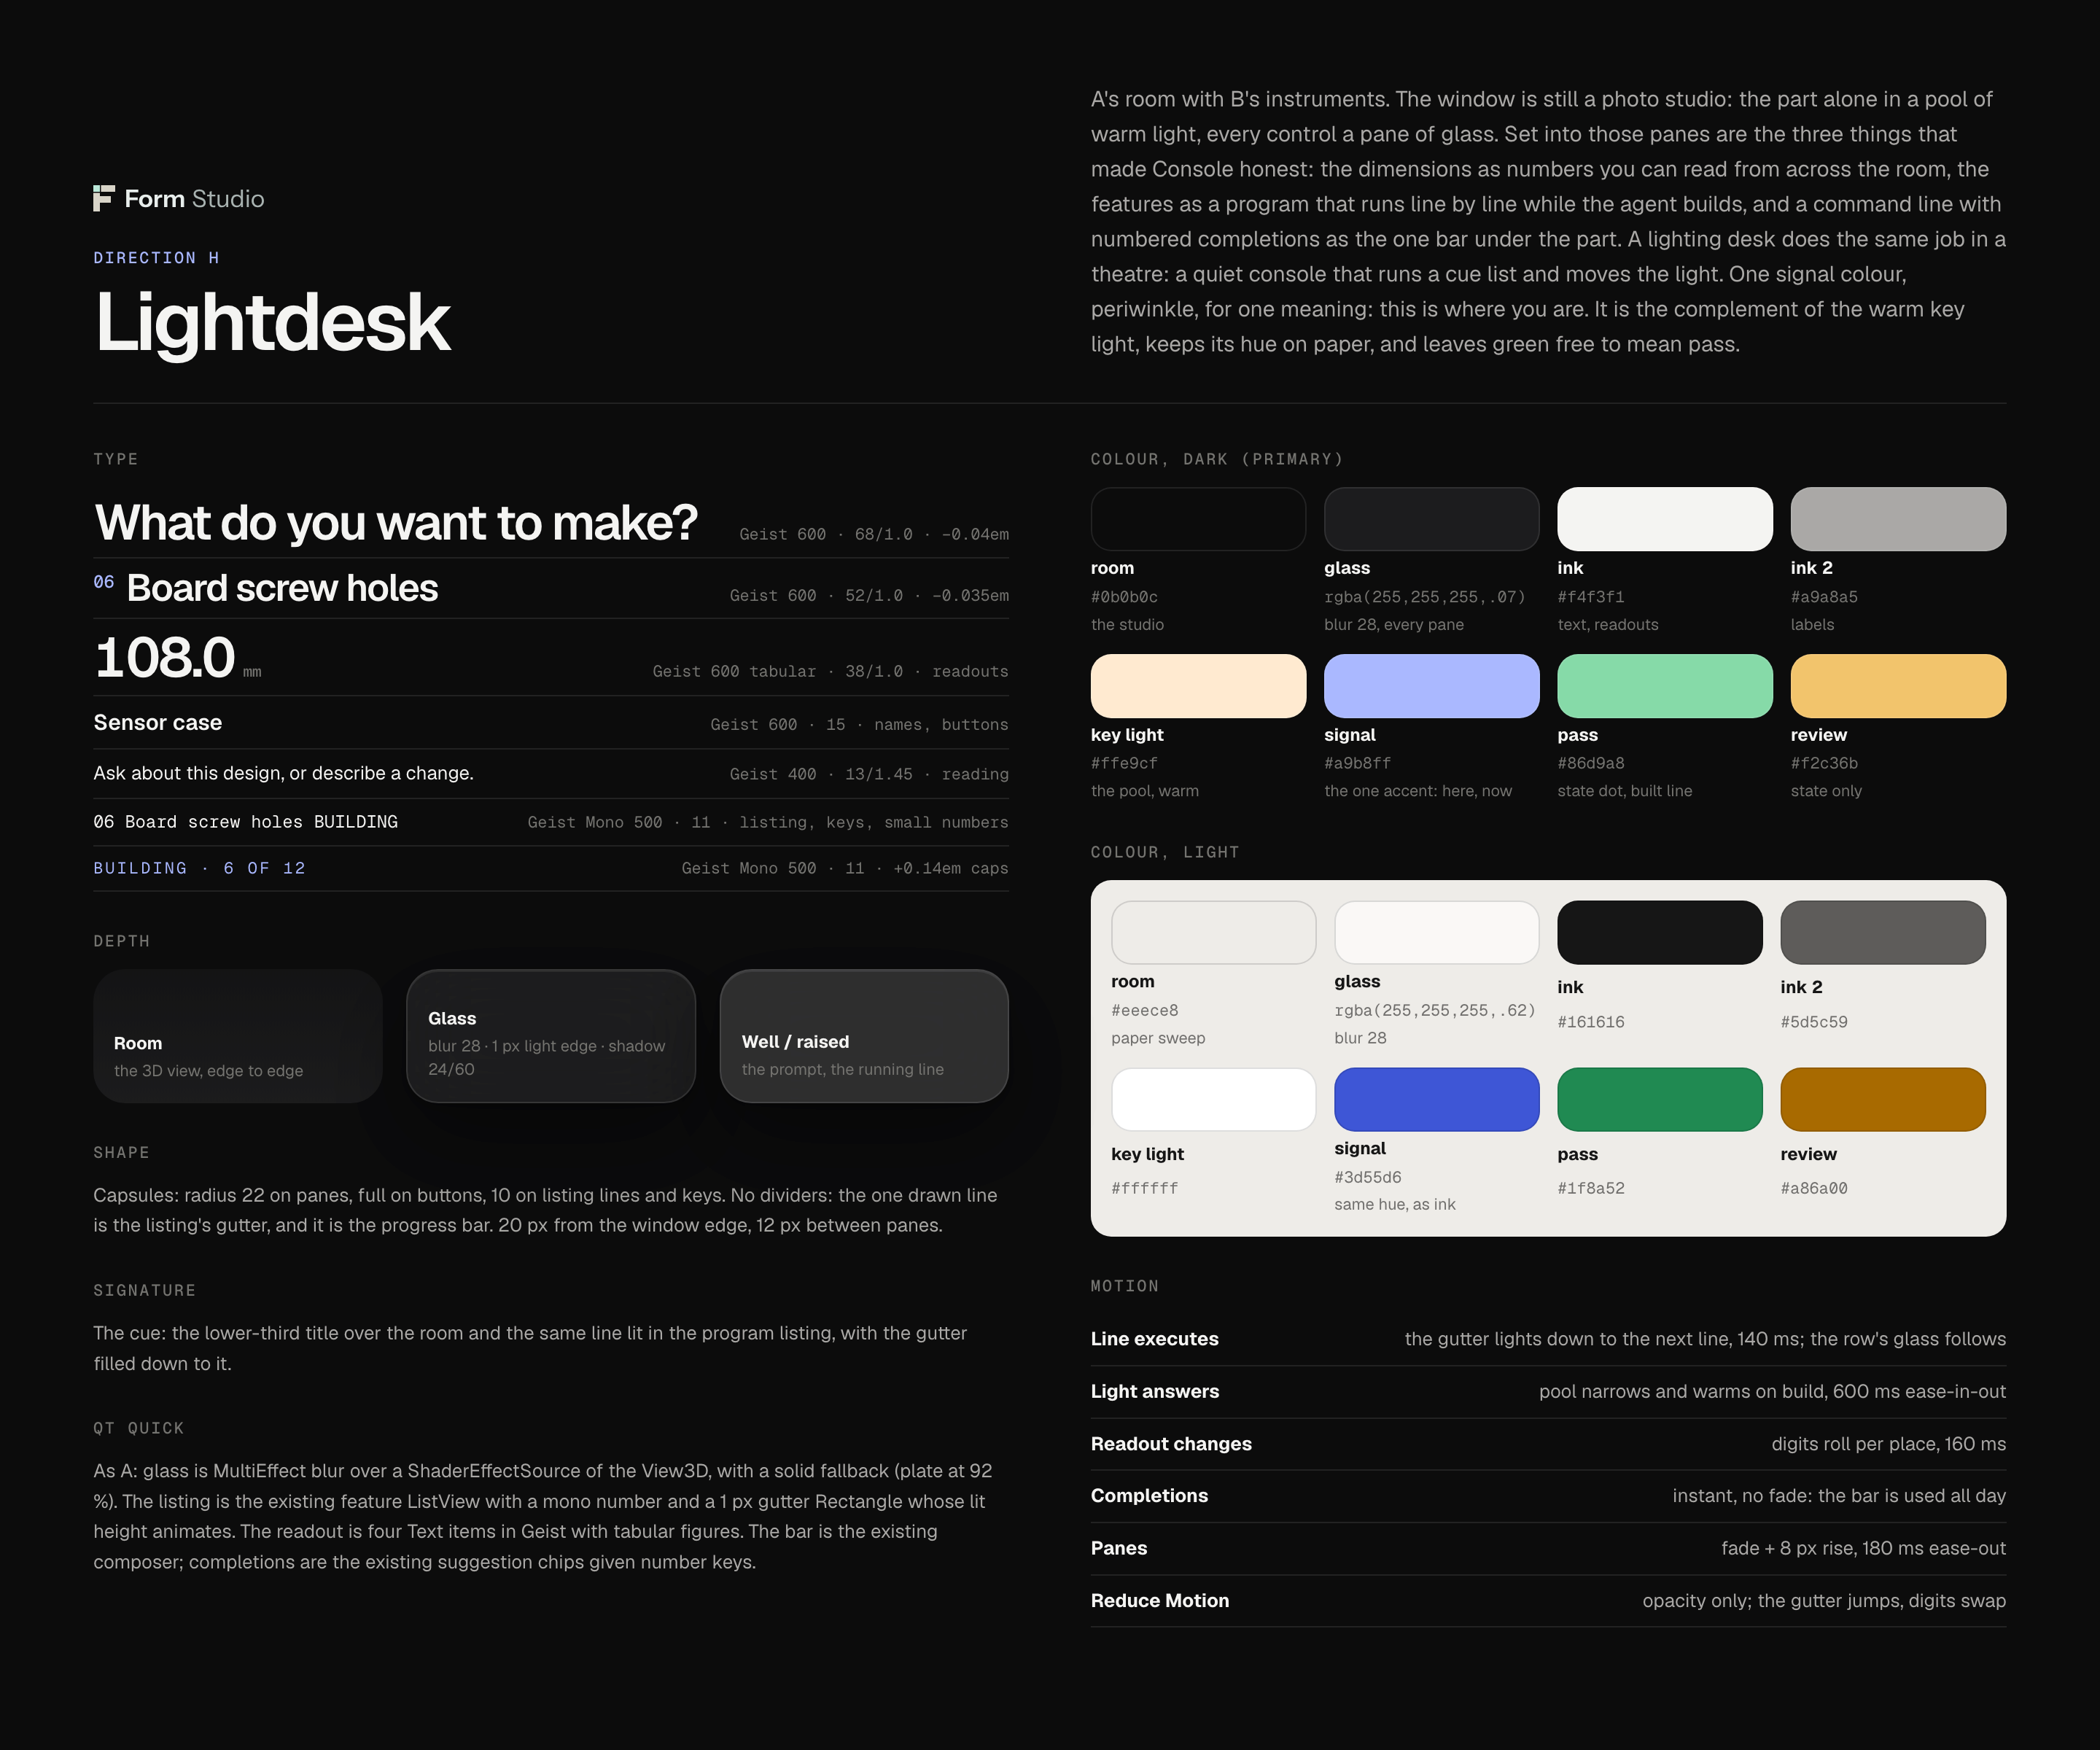 Form Studio
DIRECTION H
Lightdesk
A's room with B's instruments. The window is still a photo studio: the part alone in a pool of
warm light, every control a pane of glass. Set into those panes are the three things that
made Console honest: the dimensions as numbers you can read from across the room, the
features as a program that runs line by line while the agent builds, and a command line with
numbered completions as the one bar under the part. A lighting desk does the same job in a
theatre: a quiet console that runs a cue list and moves the light. One signal colour,
periwinkle, for one meaning: this is where you are. It is the complement of the warm key
light, keeps its hue on paper, and leaves green free to mean pass.
TYPE
What do you want to make? Geist 600 · 68/1.0 · −0.04em
06 Board screw holes Geist 600 · 52/1.0 · −0.035em
108.0 mm Geist 600 tabular · 38/1.0 · readouts
Sensor case Geist 600 · 15 · names, buttons
Ask about this design, or describe a change. Geist 400 · 13/1.45 · reading
06 Board screw holes BUILDING Geist Mono 500 · 11 · listing, keys, small numbers
BUILDING · 6 OF 12 Geist Mono 500 · 11 · +0.14em caps
DEPTH
Room
the 3D view, edge to edge
Glass
blur 28 · 1 px light edge · shadow
24/60
Well / raised
the prompt, the running line
SHAPE
Capsules: radius 22 on panes, full on buttons, 10 on listing lines and keys. No dividers: the one drawn line
is the listing's gutter, and it is the progress bar. 20 px from the window edge, 12 px between panes.
SIGNATURE
The cue: the lower-third title over the room and the same line lit in the program listing, with the gutter
filled down to it.
QT QUICK
As A: glass is MultiEffect blur over a ShaderEffectSource of the View3D, with a solid fallback (plate at 92
%). The listing is the existing feature ListView with a mono number and a 1 px gutter Rectangle whose lit
height animates. The readout is four Text items in Geist with tabular figures. The bar is the existing
composer; completions are the existing suggestion chips given number keys.
COLOUR, DARK (PRIMARY)
room glass ink ink 2
#0b0b0c rgba(255,255,255,.07) #f4f3f1 #a9a8a5
the studio blur 28, every pane text, readouts labels
key light signal pass review
#ffe9cf #a9b8ff #86d9a8 #f2c36b
the pool, warm the one accent: here, now state dot, built line state only
COLOUR, LIGHT
room glass ink ink 2
#eeece8 rgba(255,255,255,.62) #161616 #5d5c59
paper sweep blur 28
key light signal pass review
#ffffff #3d55d6 #1f8a52 #a86a00
same hue, as ink
MOTION
Line executes the gutter lights down to the next line, 140 ms; the row's glass follows
Light answers pool narrows and warms on build, 600 ms ease-in-out
Readout changes digits roll per place, 160 ms
Completions instant, no fade: the bar is used all day
Panes fade + 8 px rise, 180 ms ease-out
Reduce Motion opacity only; the gutter jumps, digits swap